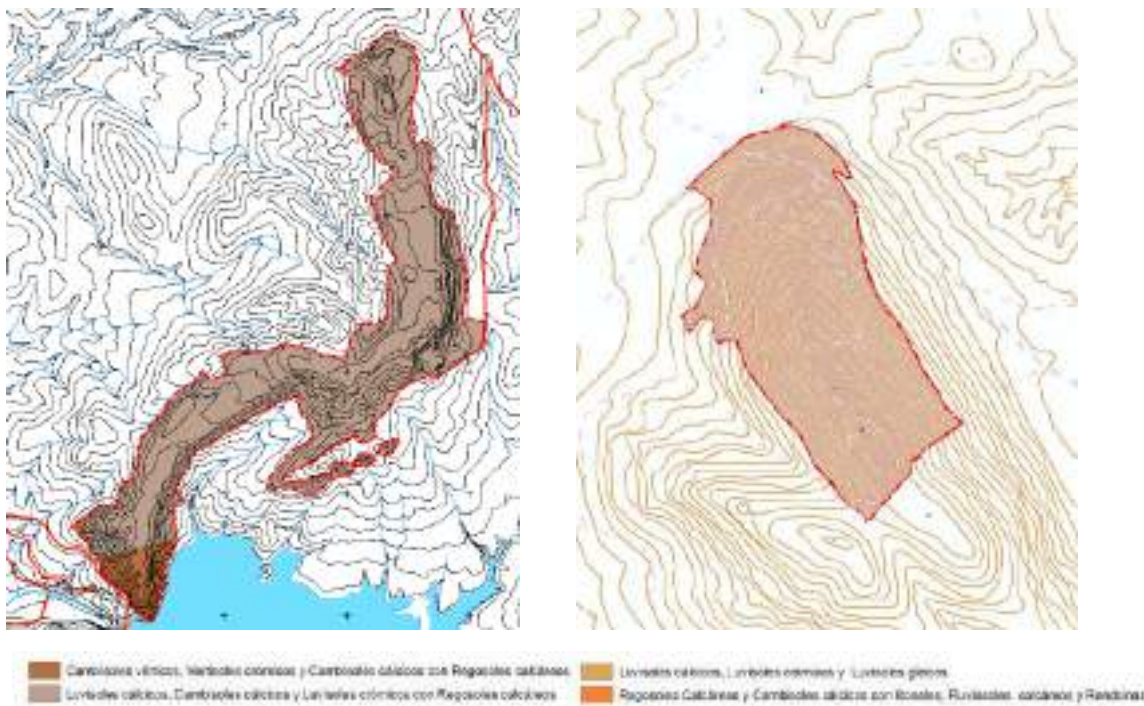 Cambisoles vérticos, Vertisoles crómicos y Cambisoles cálcicos con Regosoles calcáreos
Luvisoles cálcicos, Cambisoles cálcicos y Luvisoles crómicos con Regosoles calcáreos
Luvisoles cálcicos, Luvisoles crómicos y Luvisoles gleicos
Regosoles Calcáreos y Cambisoles cálcicos con litosoles, Fluvisoles calcáreos y Rendsinas